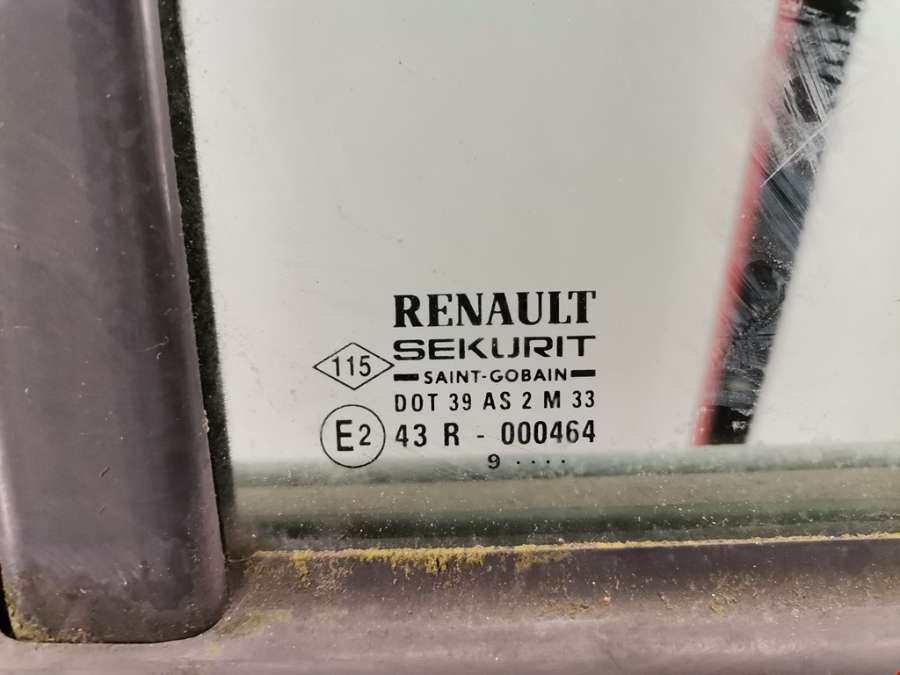 RENAULT
115 SEKURIT
SAINT-GOBAIN
DOT 39 AS 2 M 33
E2 43 R - 000464
9 ····